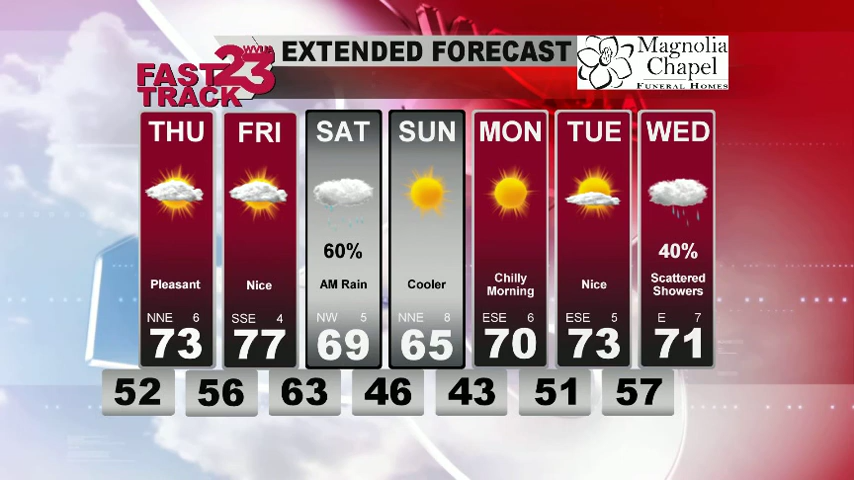 WVUA
23
FAST
TRACK
EXTENDED FORECAST
Magnolia
Chapel
FUNERAL HOMES
THU FRI SAT SUN MON TUE WED
60% 40%
Pleasant Nice AM Rain Cooler Chilly Morning Nice Scattered Showers
NNE 6 SSE 4 NW 5 NNE 8 ESE 6 ESE 5 E 7
73 77 69 65 70 73 71
52 56 63 46 43 51 57